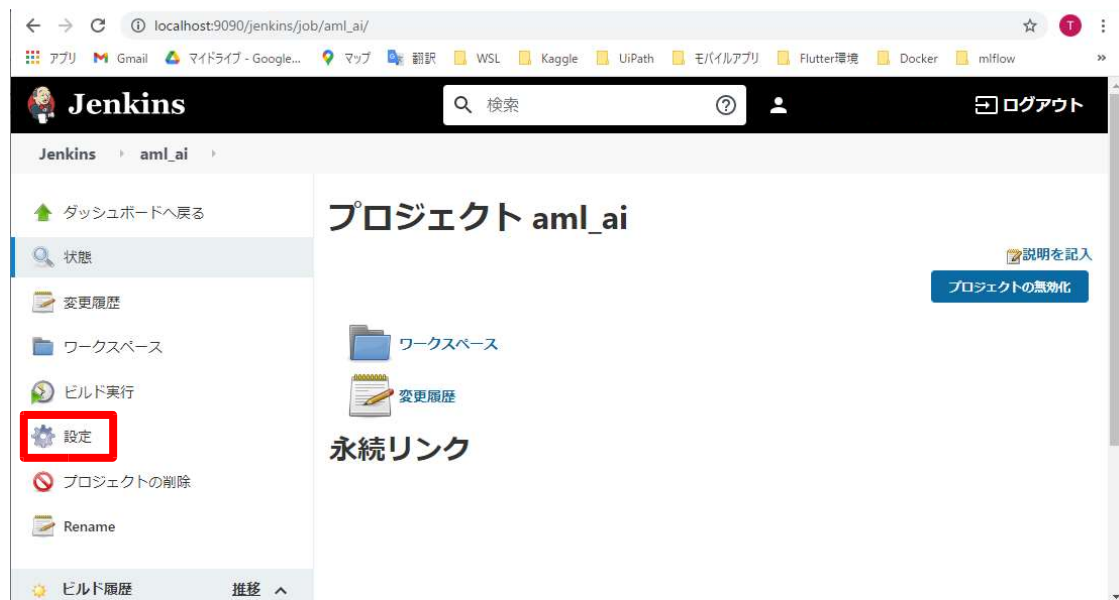 localhost:9090/jenkins/job/aml_ai/
T
アプリ Gmail マイドライブ - Google... マップ 翻訳 WSL Kaggle UiPath モバイルアプリ Flutter環境 Docker mlflow »
Jenkins 検索 ログアウト
Jenkins aml_ai
ダッシュボードへ戻る
状態
変更履歴
ワークスペース
ビルド実行
設定
プロジェクトの削除
Rename
ビルド履歴 推移
プロジェクト aml_ai
説明を記入
プロジェクトの無効化
ワークスペース
変更履歴
永続リンク